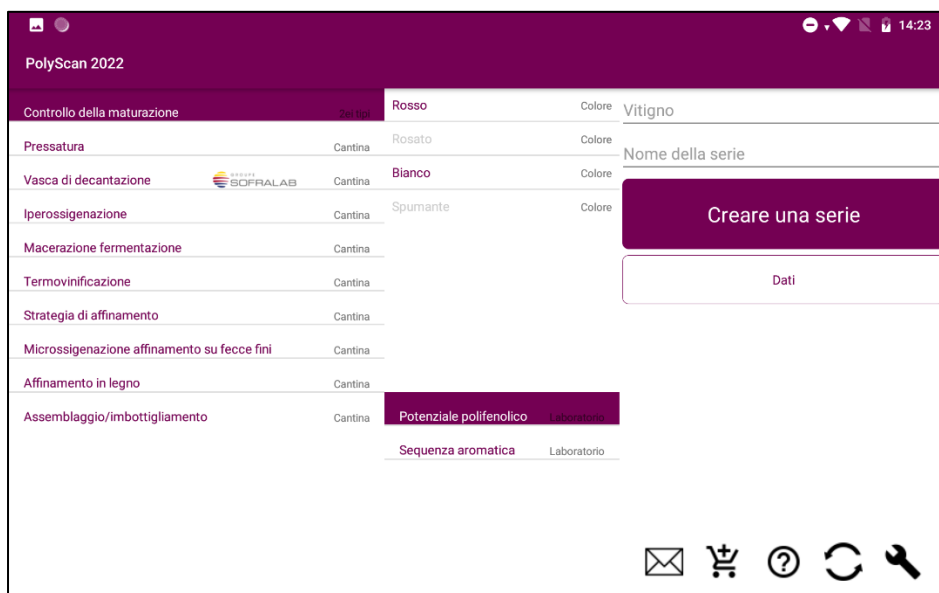 14:23
PolyScan 2022
Controllo della maturazione
Pressatura Cantina
Vasca di decantazione GROUPE SOFRALAB Cantina
Iperossigenazione Cantina
Macerazione fermentazione Cantina
Termovinificazione Cantina
Strategia di affinamento Cantina
Microssigenazione affinamento su fecce fini Cantina
Affinamento in legno Cantina
Assemblaggio/imbottigliamento Cantina
Rosso Colore
Rosato Colore
Bianco Colore
Spumante Colore
Potenziale polifenolico Laboratorio
Sequenza aromatica Laboratorio
Vitigno
Nome della serie
Creare una serie
Dati